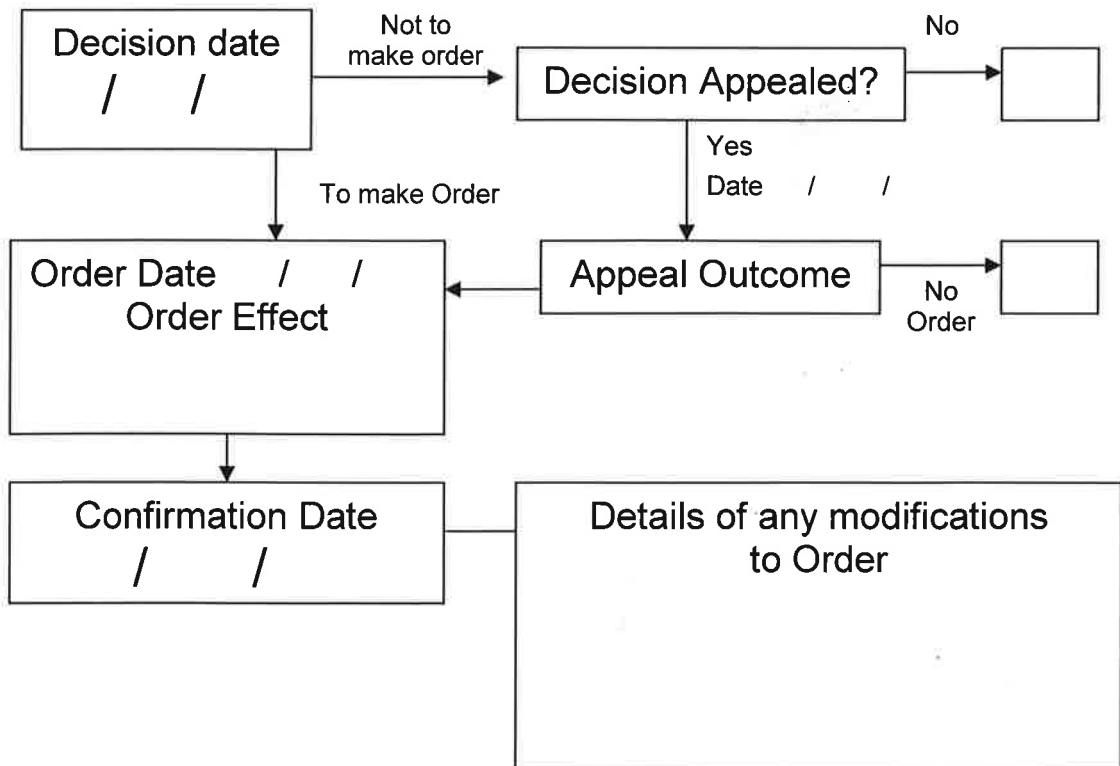 Decision date
/ /
Not to
make order
Decision Appealed?
No
Yes
Date / /
To make Order
Order Date / /
Order Effect
Appeal Outcome
No
Order
Confirmation Date
/ /
Details of any modifications
to Order